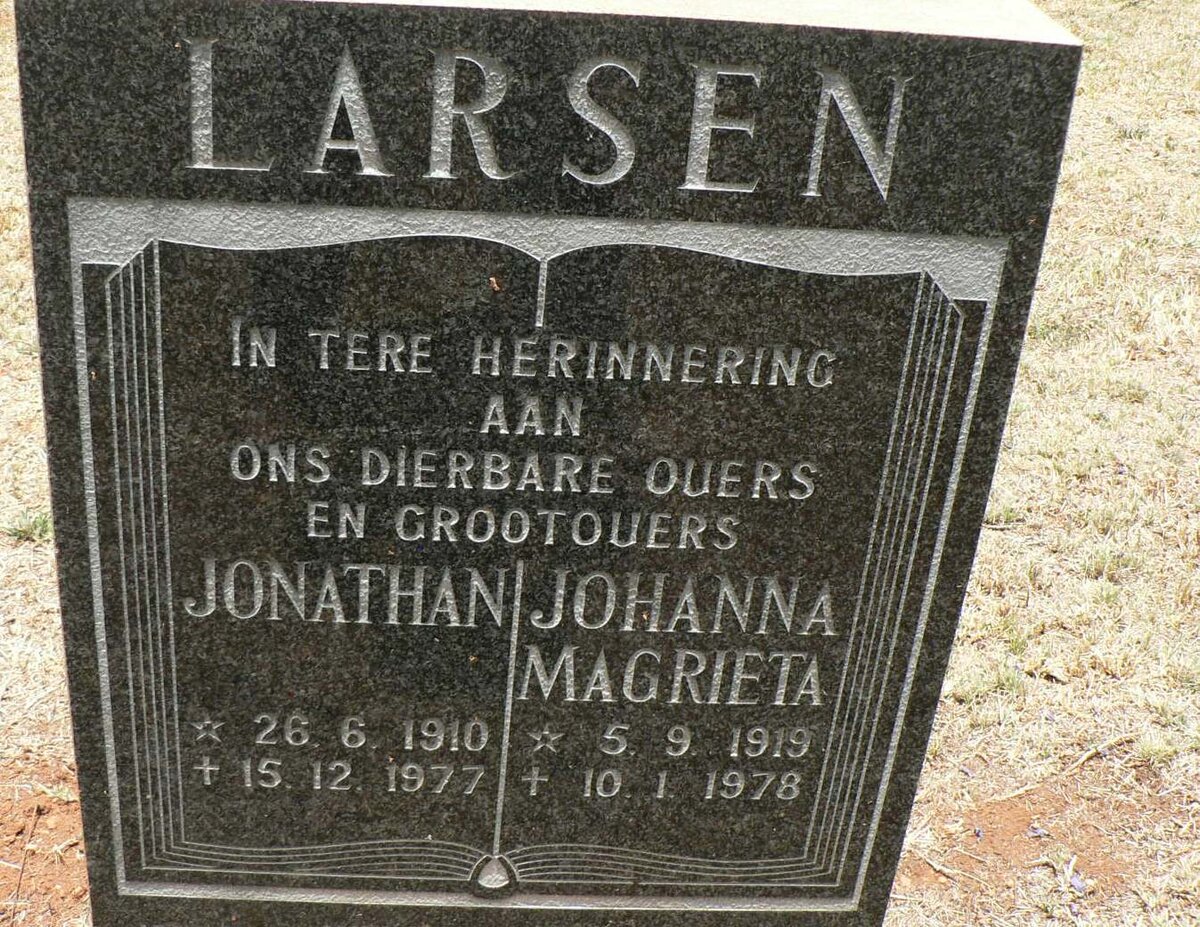 LARSEN
IN TERE HERINNERING
AAN
ONS DIERBARE OUERS
EN GROOTOUERS
JONATHAN
☆ 26. 6. 1910
✝ 15. 12. 1977
JOHANNA
MAGRIETA
☆ 5. 9. 1919
✝ 10. 1. 1978